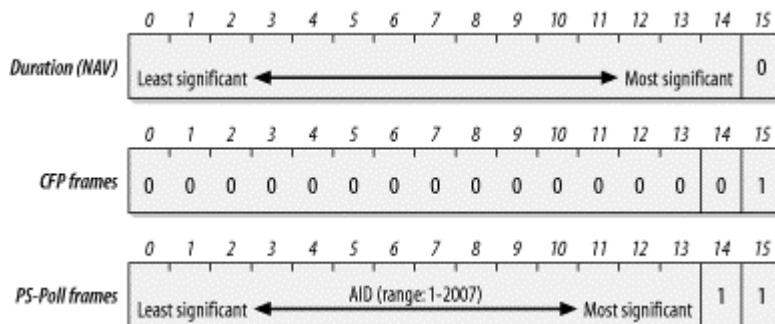 0 1 2 3 4 5 6 7 8 9 10 11 12 13 14 15
Duration (NAV) Least significant Most significant 0
0 1 2 3 4 5 6 7 8 9 10 11 12 13 14 15
CFP frames 0 0 0 0 0 0 0 0 0 0 0 0 0 0 0 1
0 1 2 3 4 5 6 7 8 9 10 11 12 13 14 15
PS-Poll frames Least significant AID (range: 1-2007) Most significant 1 1